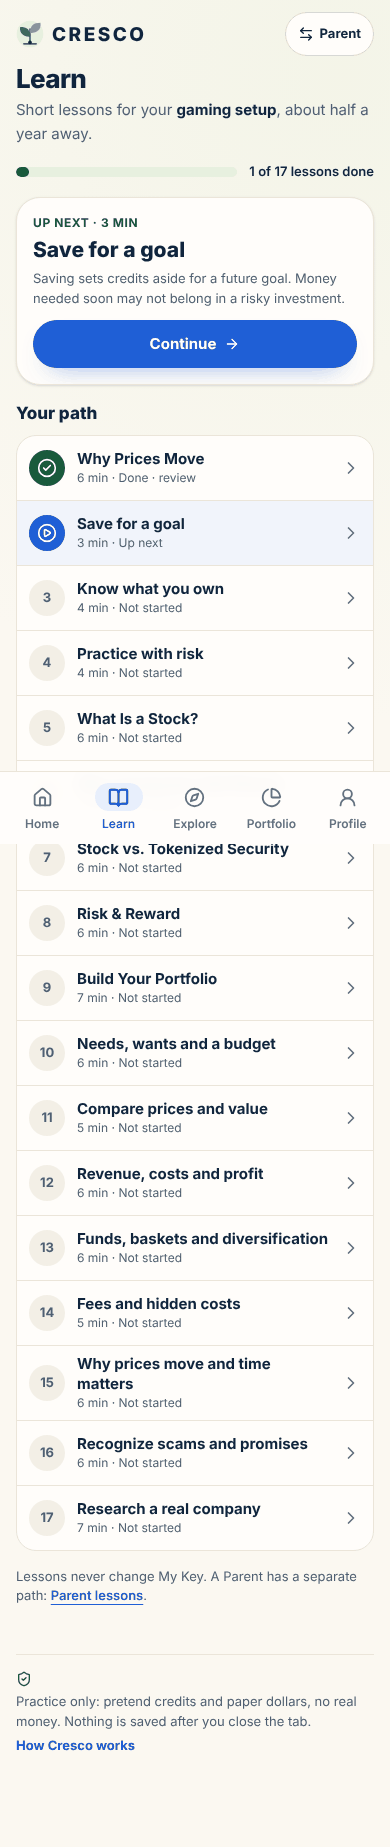 CRESCO
Parent
Learn
Short lessons for your gaming setup, about half a
year away.
1 of 17 lessons done
UP NEXT · 3 MIN
Save for a goal
Saving sets credits aside for a future goal. Money
needed soon may not belong in a risky investment.
Continue
Your path
Why Prices Move
6 min · Done · review
Save for a goal
3 min · Up next
3
Know what you own
4 min · Not started
4
Practice with risk
4 min · Not started
5
What Is a Stock?
6 min · Not started
Home
Learn
Explore
Portfolio
Profile
7
Stock vs. Tokenized Security
6 min · Not started
8
Risk & Reward
6 min · Not started
9
Build Your Portfolio
7 min · Not started
10
Needs, wants and a budget
6 min · Not started
11
Compare prices and value
5 min · Not started
12
Revenue, costs and profit
6 min · Not started
13
Funds, baskets and diversification
6 min · Not started
14
Fees and hidden costs
5 min · Not started
15
Why prices move and time
matters
6 min · Not started
16
Recognize scams and promises
6 min · Not started
17
Research a real company
7 min · Not started
Lessons never change My Key. A Parent has a separate
path: Parent lessons.
Practice only: pretend credits and paper dollars, no real
money. Nothing is saved after you close the tab.
How Cresco works